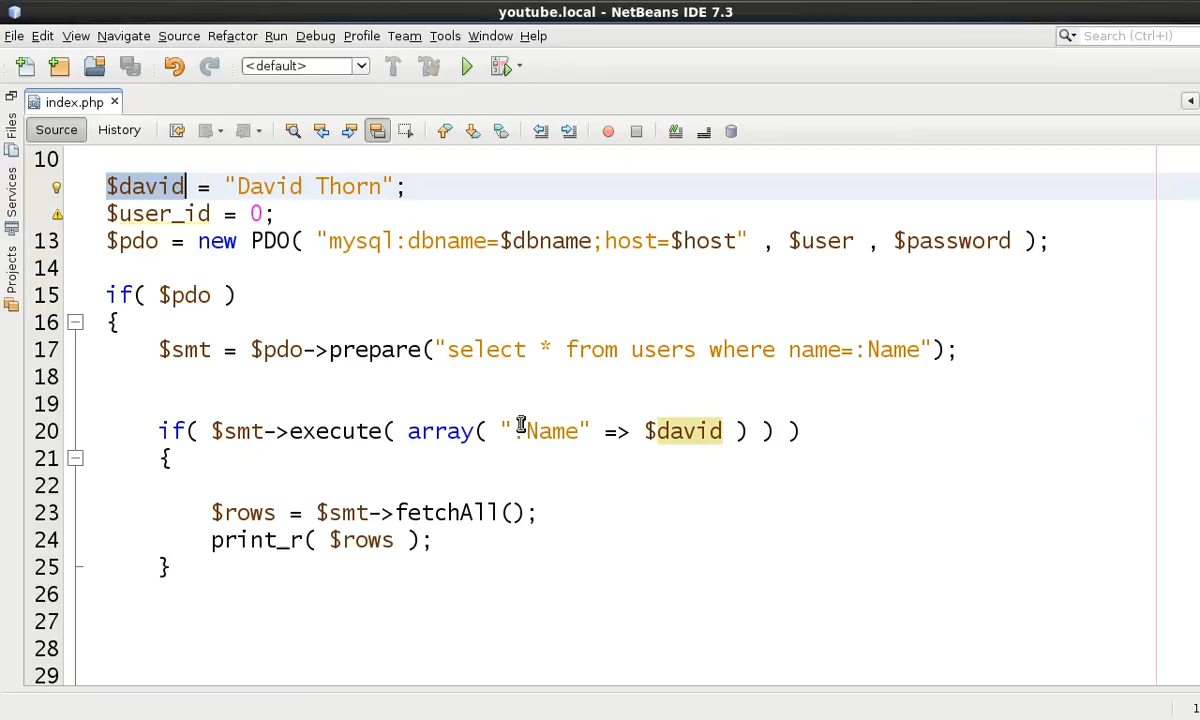 youtube.local - NetBeans IDE 7.3
File Edit View Navigate Source Refactor Run Debug Profile Team Tools Window Help
Search (Ctrl+I)
<default>
index.php
Source History
Files
Services
Projects
10
$david = "David Thorn";
$user_id = 0;
13 $pdo = new PDO( "mysql:dbname=$dbname;host=$host" , $user , $password );
14
15 if( $pdo )
16 {
17 $smt = $pdo->prepare("select * from users where name=:Name");
18
19
20 if( $smt->execute( array( ":Name" => $david ) ) )
21 {
22
23 $rows = $smt->fetchAll();
24 print_r( $rows );
25 }
26
27
28
29
1